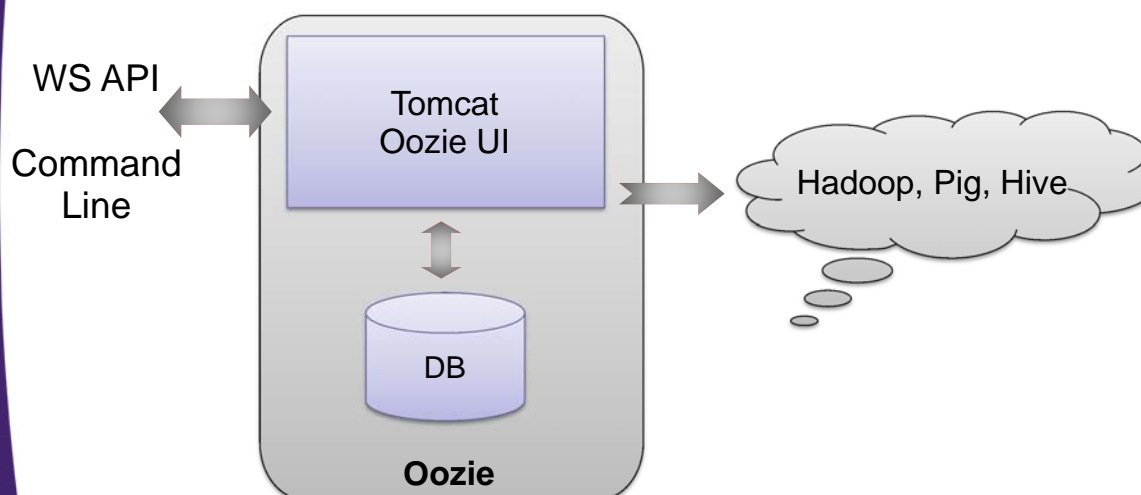 WS API
Command
Line
Tomcat
Oozie UI
DB
Oozie
Hadoop, Pig, Hive